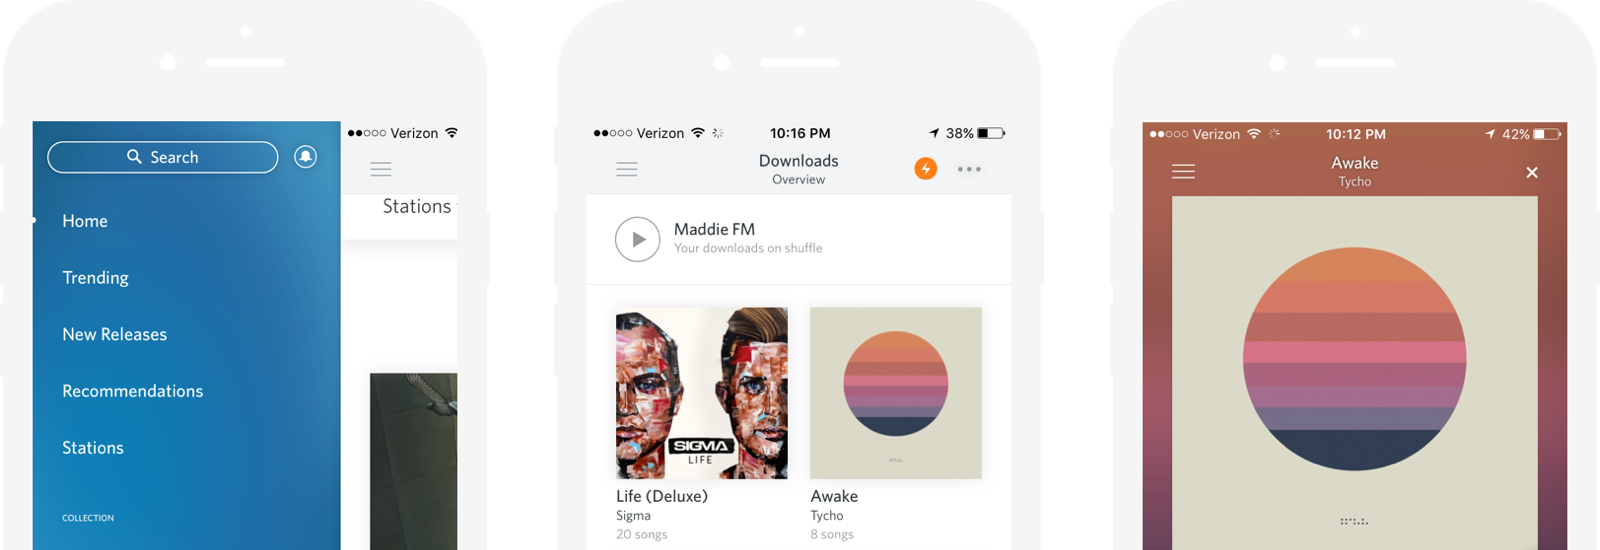 Search
Home
Trending
New Releases
Recommendations
Stations
COLLECTION
Verizon
Stations
Verizon
10:16 PM
38%
Downloads
Overview
Maddie FM
Your downloads on shuffle
SIGMA
LIFE
Life (Deluxe)
Sigma
20 songs
Awake
Tycho
8 songs
Verizon
10:12 PM
42%
Awake
Tycho